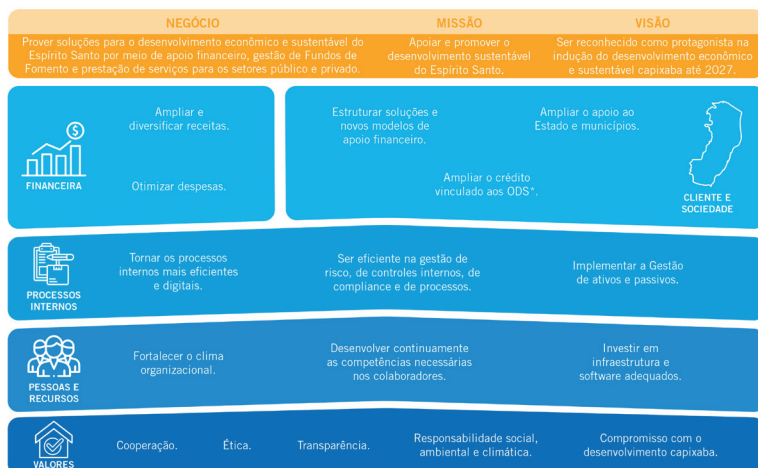 NEGÓCIO
Prover soluções para o desenvolvimento econômico e sustentável do
Espírito Santo por meio de apoio financeiro, gestão de Fundos de
Fomento e prestação de serviços para os setores público e privado.
MISSÃO
Apoiar e promover o
desenvolvimento sustentável
do Espírito Santo.
VISÃO
Ser reconhecido como protagonista na
indução do desenvolvimento econômico
e sustentável capixaba até 2027.
$
FINANCEIRA
Ampliar e
diversificar receitas.
Otimizar despesas.
Estruturar soluções e
novos modelos de
apoio financeiro.
Ampliar o apoio ao
Estado e municípios.
Ampliar o crédito
vinculado aos ODS*.
CLIENTE E
SOCIEDADE
PROCESSOS
INTERNOS
Tornar os processos
internos mais eficientes
e digitais.
Ser eficiente na gestão de
risco, de controles internos, de
compliance e de processos.
Implementar a Gestão
de ativos e passivos.
PESSOAS E
RECURSOS
Fortalecer o clima
organizacional.
Desenvolver continuamente
as competências necessárias
nos colaboradores.
Investir em
infraestrutura e
software adequados.
VALORES
Cooperação.
Ética.
Transparência.
Responsabilidade social,
ambiental e climática.
Compromisso com o
desenvolvimento capixaba.